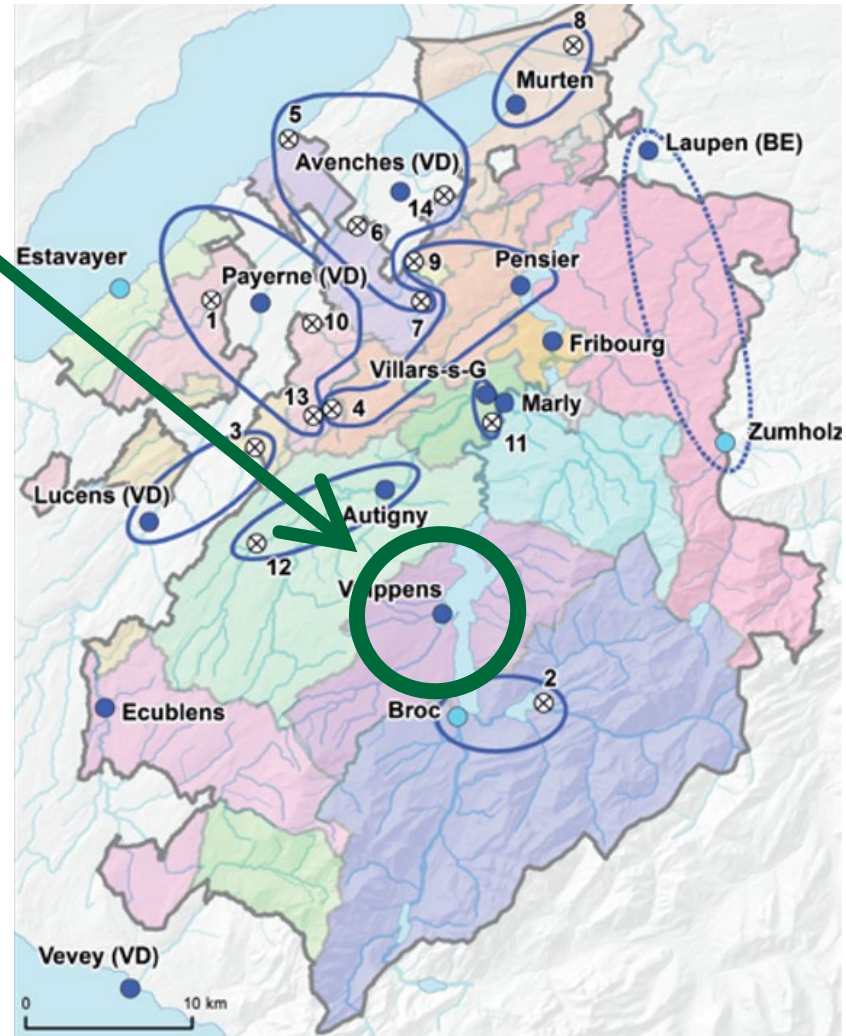 8
Murten
5
Laupen (BE)
Avenches (VD)
14
6
Estavayer
9
Pensier
Payerne (VD)
1
10
7
Fribourg
Villars-s-G
13
4
Marly
3
11
Zumholz
Lucens (VD)
Autigny
12
Vuippens
2
Ecublens
Broc
Vevey (VD)
0
10 km